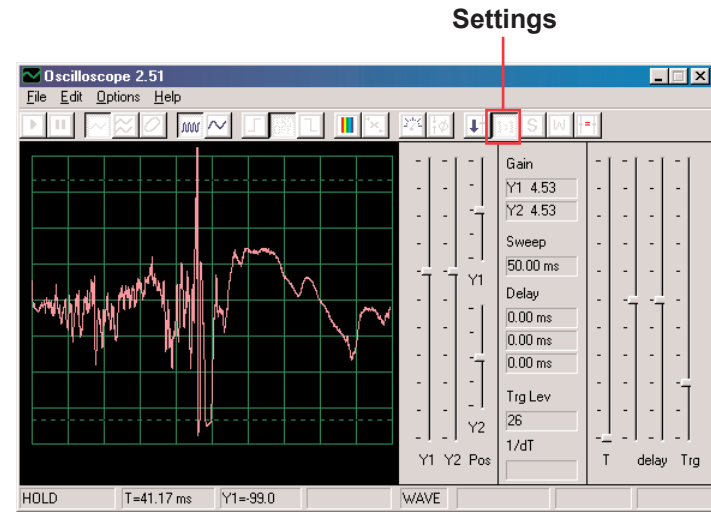 Settings
Oscilloscope 2.51
File Edit Options Help
Gain
Y1 4.53
Y2 4.53
Sweep
50.00 ms
Y1
Delay
0.00 ms
0.00 ms
0.00 ms
Trg Lev
26
Y2
1/dT
Y1 Y2 Pos
T delay Trg
HOLD T=41.17 ms Y1=-99.0 WAVE